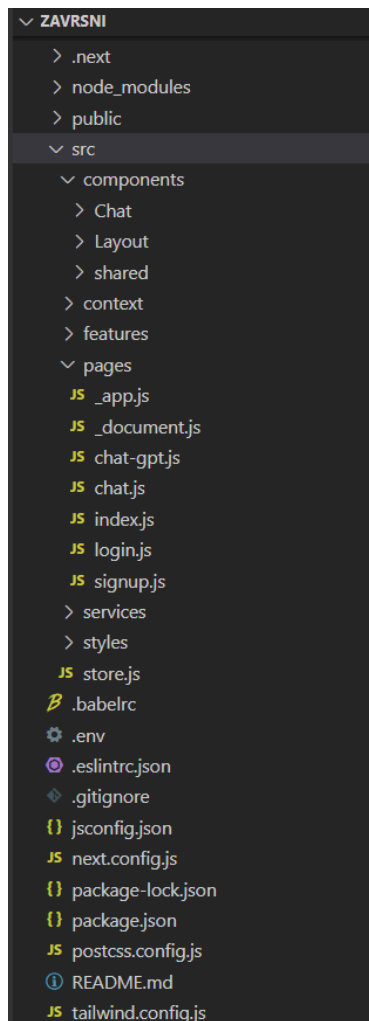 ZAVRSNI
.next
node_modules
public
src
components
Chat
Layout
shared
context
features
pages
JS _app.js
JS _document.js
JS chat-gpt.js
JS chat.js
JS index.js
JS login.js
JS signup.js
services
styles
JS store.js
.babelrc
.env
.eslintrc.json
.gitignore
{} jsconfig.json
JS next.config.js
{} package-lock.json
{} package.json
JS postcss.config.js
README.md
JS tailwind.config.js